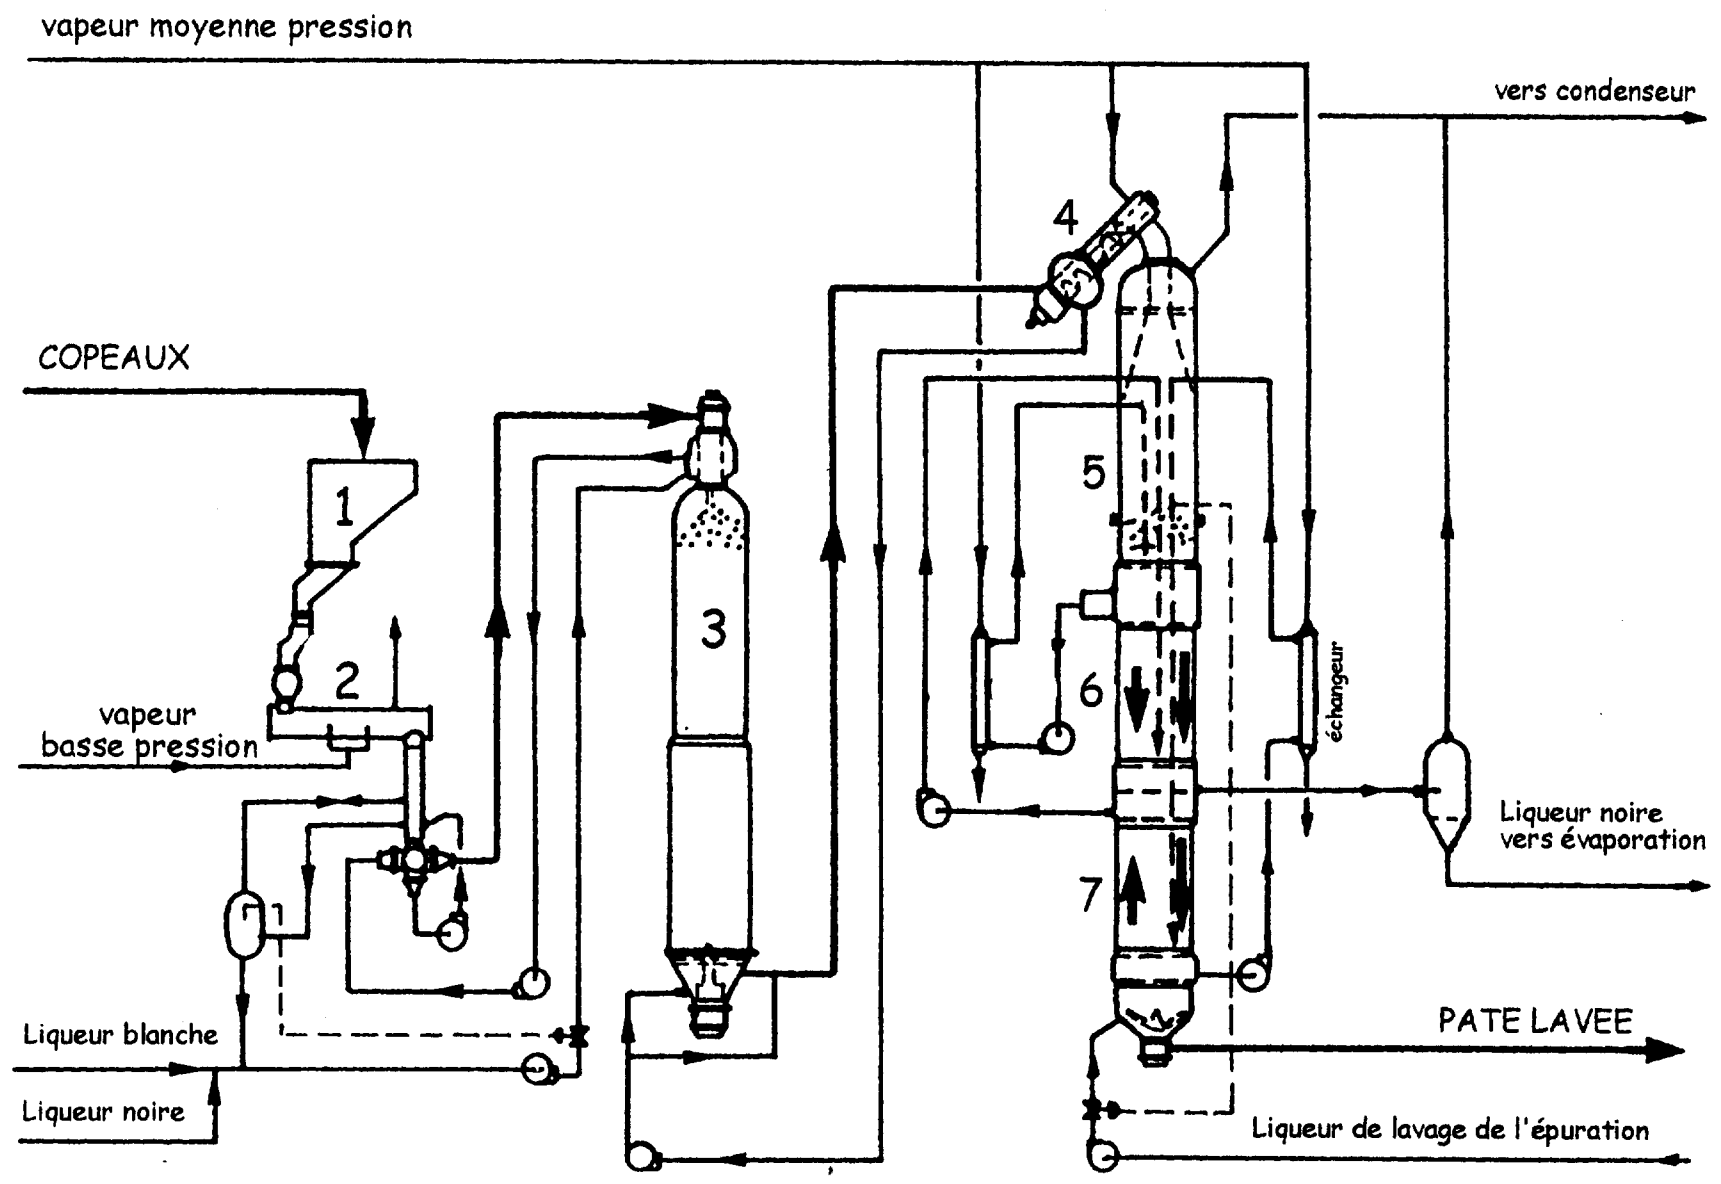 vapeur moyenne pression
vers condenseur
4
COPEAUX
5
1
3
échangeur
2
6
vapeur
basse pression
Liqueur noire
vers évaporation
7
PATE LAVEE
Liqueur blanche
Liqueur noire
Liqueur de lavage de l'épuration